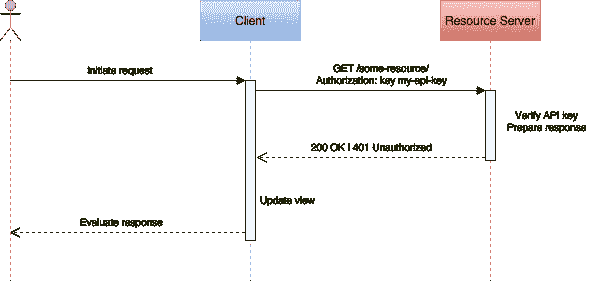 Client
Resource Server
Initiate request
GET /some-resource/
Authorization: key my-api-key
Verify API key
Prepare response
200 OK | 401 Unauthorized
Update view
Evaluate response